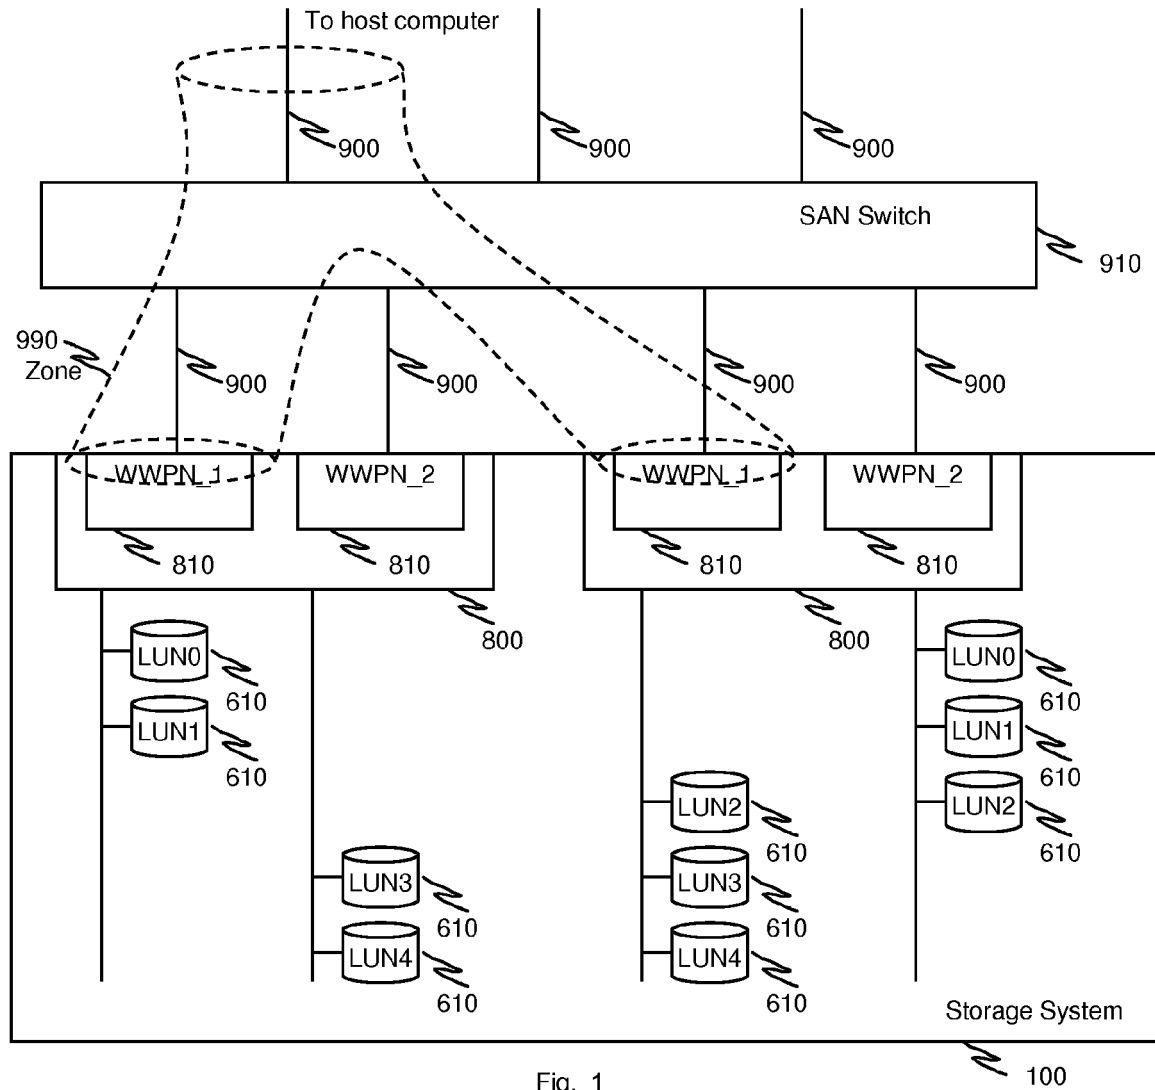 To host computer
900
900
900
SAN Switch
910
990
Zone
900
900
900
900
WWPN_1
WWPN_2
WWPN_1
WWPN_2
810
810
810
810
800
800
LUN0
610
LUN0
610
LUN1
610
LUN1
610
LUN2
610
LUN2
610
LUN3
610
LUN3
610
LUN4
610
LUN4
610
Storage System
100
Fig. 1